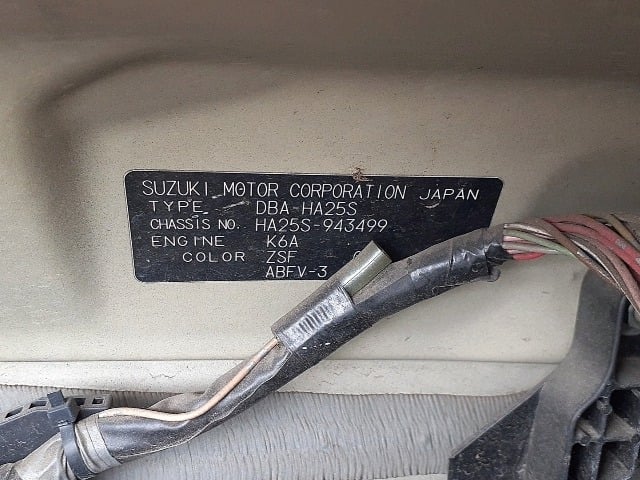 SUZUKI MOTOR CORPORATION JAPAN
TYPE DBA-HA25S
CHASSIS NO. HA25S-943499
ENGINE K6A
COLOR ZSF
ABFV-3